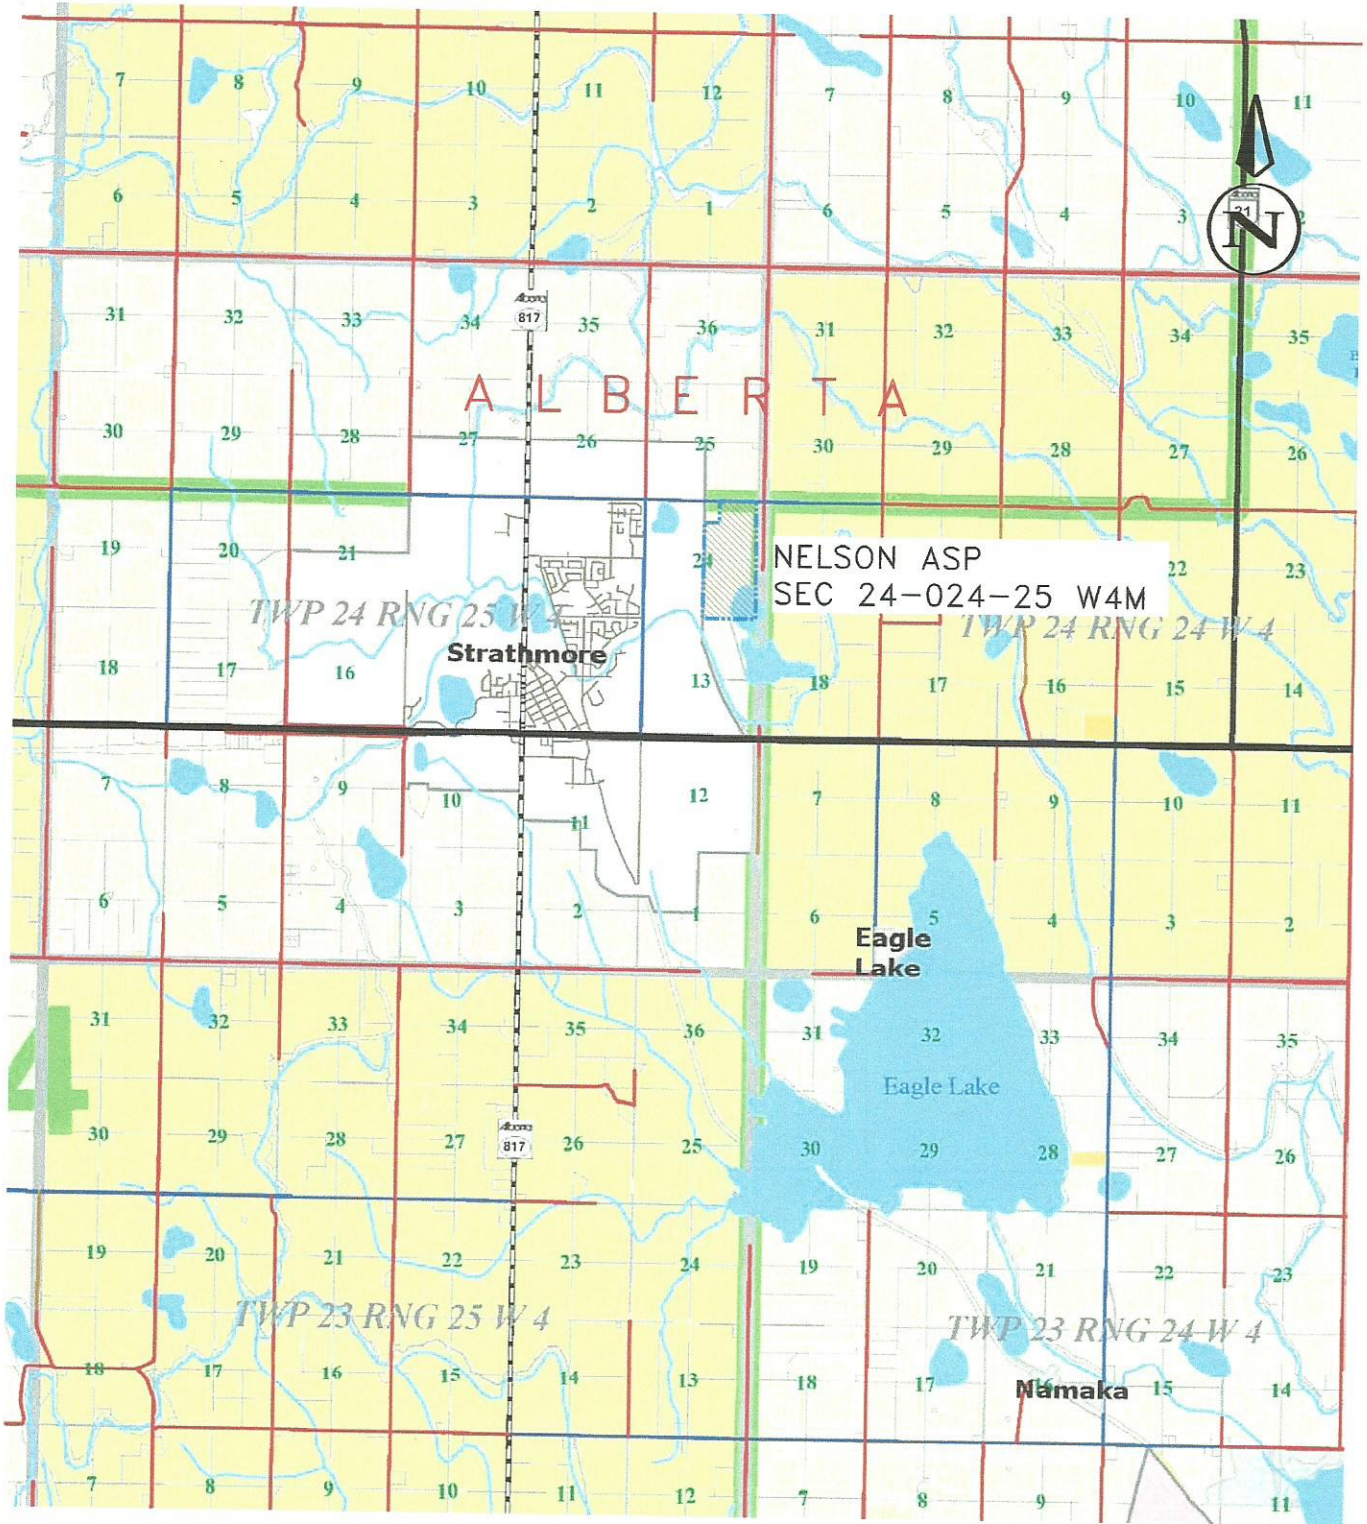 7 8 9 10 11 12 7 8 9 10 11
6 5 4 3 2 1 6 5 4 3 2
Alberta
21
N
31 32 33 34 35 36 31 32 33 34 35
Alberta
817
ALBERTA
30 29 28 27 26 25 30 29 28 27 26
19 20 21 24 22 23
NELSON ASP
SEC 24-024-25 W4M
TWP 24 RNG 25 W 4
TWP 24 RNG 24 W 4
Strathmore
18 17 16 13 18 17 16 15 14
7 8 9 10 11 12 7 8 9 10 11
6 5 4 3 2 1 6 5 4 3 2
Eagle
Lake
31 32 33 34 35 36 31 32 33 34 35
4
Eagle Lake
30 29 28 27 26 25 30 29 28 27 26
Alberta
817
19 20 21 22 23 24 19 20 21 22 23
TWP 23 RNG 25 W 4
TWP 23 RNG 24 W 4
18 17 16 15 14 13 18 17 16 15 14
Namaka
7 8 9 10 11 12 7 8 9 11